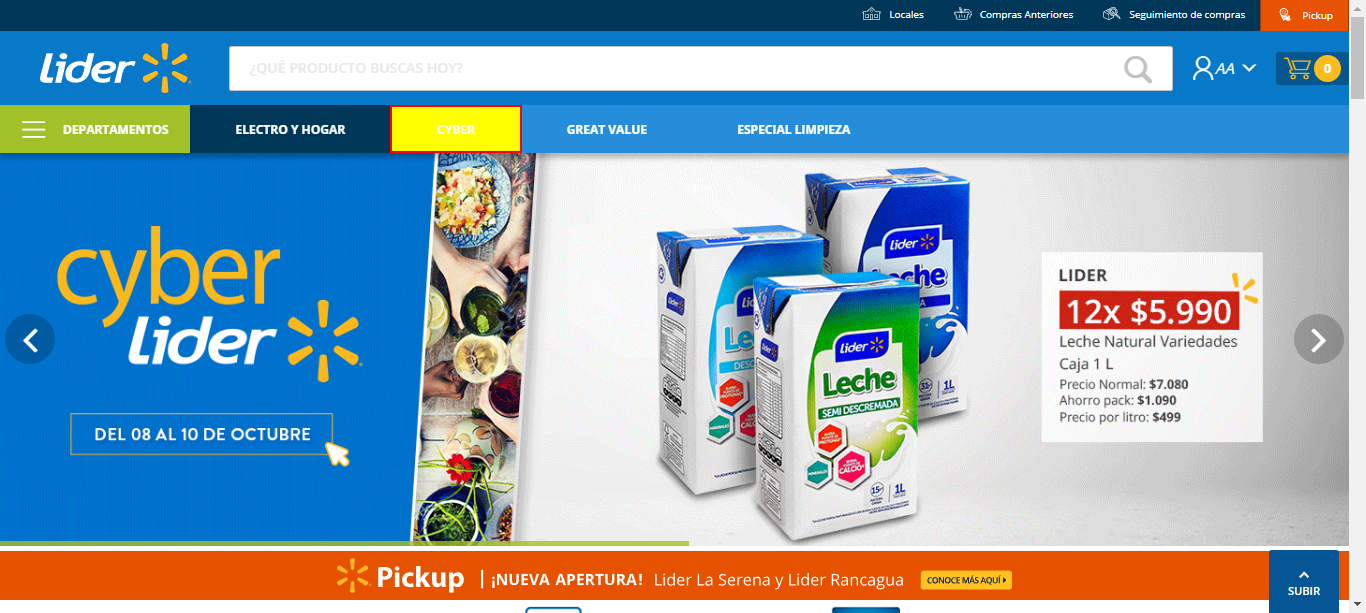 Locales
Compras Anteriores
Seguimiento de compras
Pickup
Lider
¿QUÉ PRODUCTO BUSCAS HOY?
AA
0
DEPARTAMENTOS
ELECTRO Y HOGAR
CYBER
GREAT VALUE
ESPECIAL LIMPIEZA
cyber
lider
DEL 08 AL 10 DE OCTUBRE
lider
Leche
SEMI DESCREMADA
15
1L
LIDER
12x $5.990
Leche Natural Variedades
Caja 1 L
Precio Normal: $7.080
Ahorro pack: $1.090
Precio por litro: $499
Pickup | ¡NUEVA APERTURA! Lider La Serena y Lider Rancagua CONOCE MÁS AQUÍ
SUBIR